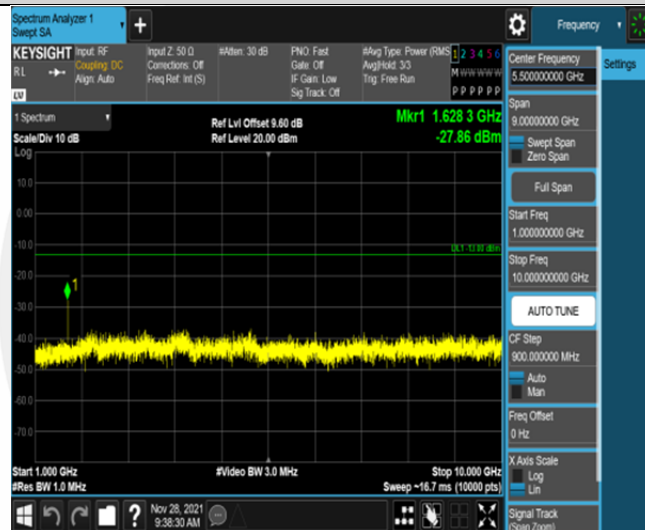 Spectrum Analyzer 1
Swept SA
Frequency
KEYSIGHT
RL
Input: RF
Coupling: DC
Align: Auto
Input Z: 50 Ω
Corrections: Off
Freq Ref: Int (S)
#Atten: 30 dB
PNO: Fast
Gate: Off
IF Gain: Low
Sig Track: Off
#Avg Type: Power (RMS
Avg|Hold: 3/3
Trig: Free Run
1 2 3 4 5 6
M W W W W W
P P P P P P
Center Frequency
5.500000000 GHz
Settings
Span
9.00000000 GHz
Swept Span
Zero Span
Full Span
Start Freq
1.000000000 GHz
Stop Freq
10.000000000 GHz
AUTO TUNE
CF Step
900.000000 MHz
Auto
Man
Freq Offset
0 Hz
X Axis Scale
Log
Lin
Signal Track
(Span Zoom)
1 Spectrum
Scale/Div 10 dB
Log
Ref Lvl Offset 9.60 dB
Ref Level 20.00 dBm
Mkr1 1.628 3 GHz
-27.86 dBm
10.0
0.00
-10.0
-20.0
-30.0
-40.0
-50.0
-60.0
-70.0
DL1 -13.00 dBm
1
Start 1.000 GHz
#Res BW 1.0 MHz
#Video BW 3.0 MHz
Stop 10.000 GHz
Sweep ~16.7 ms (10000 pts)
?
Nov 28, 2021
9:38:30 AM